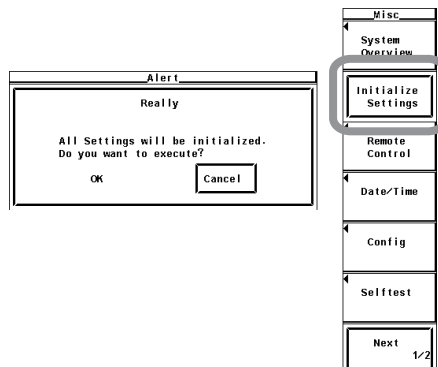 Alert
Really
All Settings will be initialized.
Do you want to execute?
OK
Cancel
Misc
System
Overview
Initialize
Settings
Remote
Control
Date/Time
Config
Selftest
Next
1/2